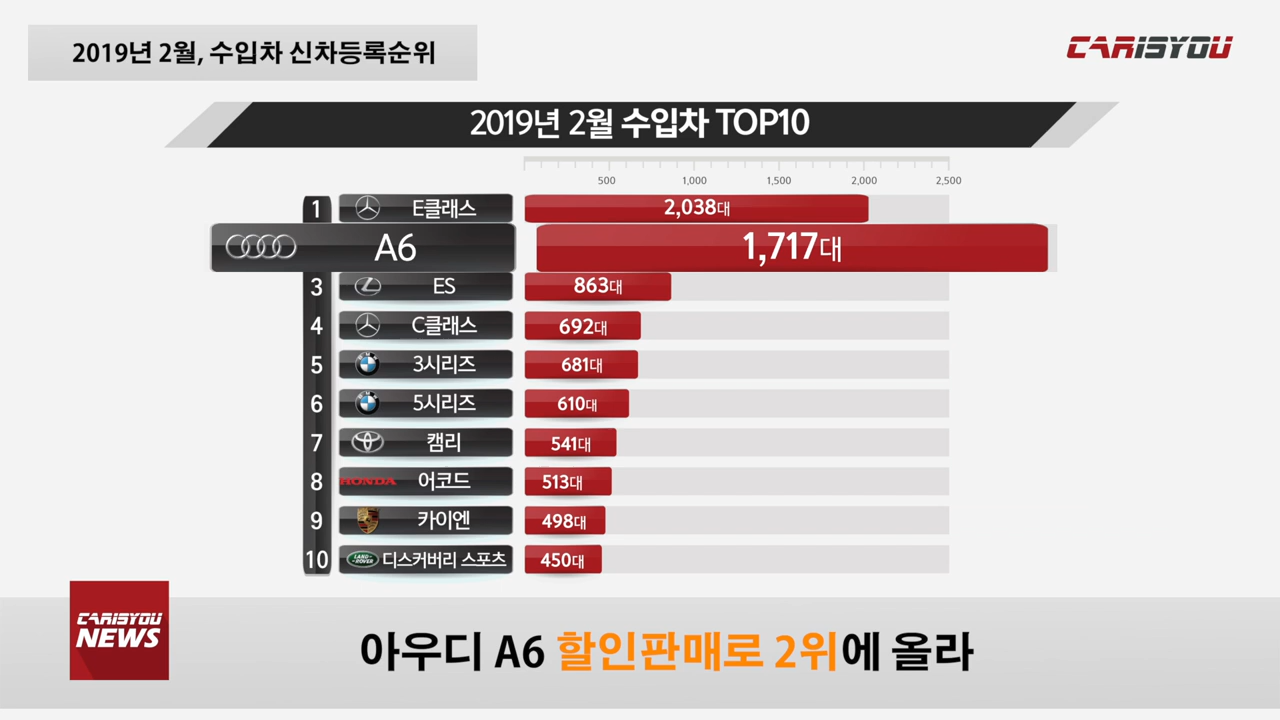 2019년 2월, 수입차 신차등록순위
CARISYOU
2019년 2월 수입차 TOP10
500 1,000 1,500 2,000 2,500
1 E클래스 2,038대
A6 1,717대
3 ES 863대
4 C클래스 692대
5 BMW 3시리즈 681대
6 BMW 5시리즈 610대
7 캠리 541대
8 HONDA 어코드 513대
9 카이엔 498대
10 LAND ROVER 디스커버리 스포츠 450대
CARISYOU
NEWS
아우디 A6 할인판매로 2위에 올라